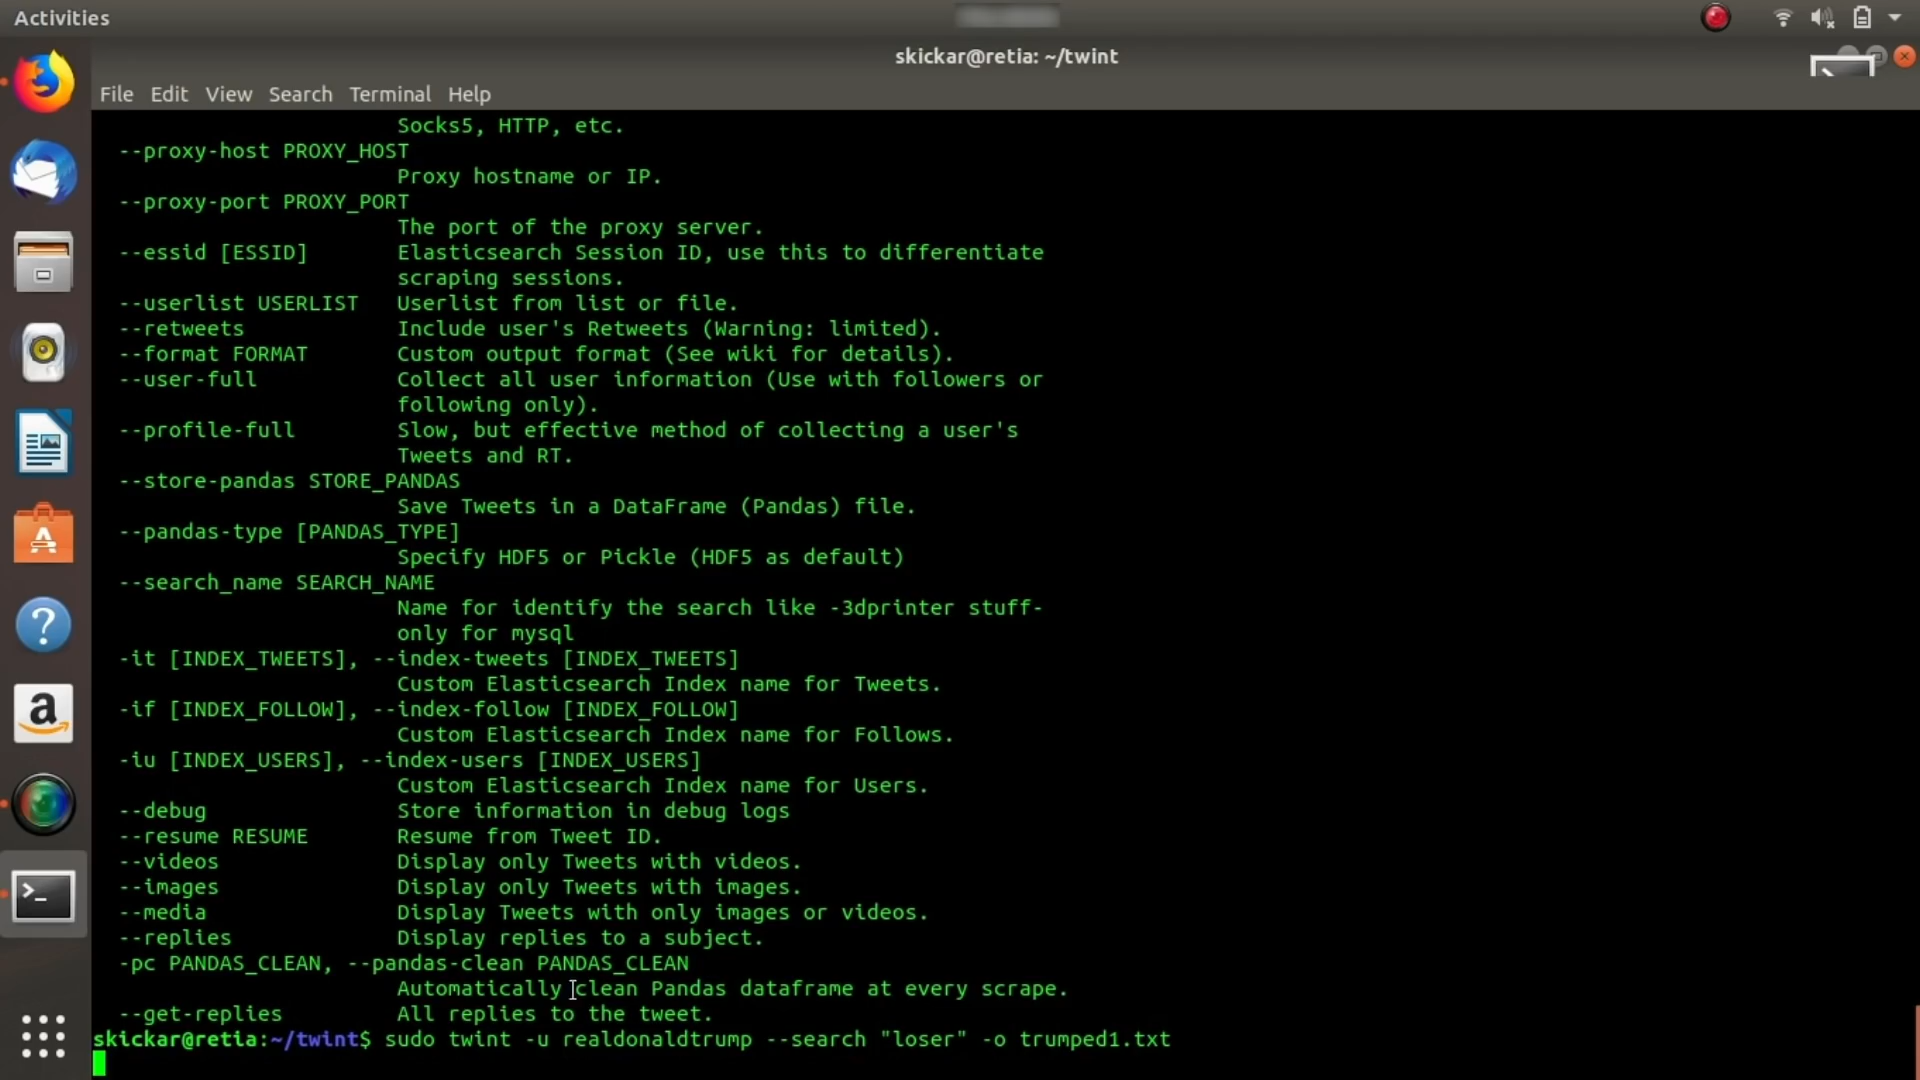 Activities
skickar@retia: ~/twint
File Edit View Search Terminal Help
Socks5, HTTP, etc.
--proxy-host PROXY_HOST
Proxy hostname or IP.
--proxy-port PROXY_PORT
The port of the proxy server.
--essid [ESSID] Elasticsearch Session ID, use this to differentiate
scraping sessions.
--userlist USERLIST Userlist from list or file.
--retweets Include user's Retweets (Warning: limited).
--format FORMAT Custom output format (See wiki for details).
--user-full Collect all user information (Use with followers or
following only).
--profile-full Slow, but effective method of collecting a user's
Tweets and RT.
--store-pandas STORE_PANDAS
Save Tweets in a DataFrame (Pandas) file.
--pandas-type [PANDAS_TYPE]
Specify HDF5 or Pickle (HDF5 as default)
--search_name SEARCH_NAME
Name for identify the search like -3dprinter stuff-
only for mysql
-it [INDEX_TWEETS], --index-tweets [INDEX_TWEETS]
Custom Elasticsearch Index name for Tweets.
-if [INDEX_FOLLOW], --index-follow [INDEX_FOLLOW]
Custom Elasticsearch Index name for Follows.
-iu [INDEX_USERS], --index-users [INDEX_USERS]
Custom Elasticsearch Index name for Users.
--debug Store information in debug logs
--resume RESUME Resume from Tweet ID.
--videos Display only Tweets with videos.
--images Display only Tweets with images.
--media Display Tweets with only images or videos.
--replies Display replies to a subject.
-pc PANDAS_CLEAN, --pandas-clean PANDAS_CLEAN
Automatically clean Pandas dataframe at every scrape.
--get-replies All replies to the tweet.
skickar@retia:~/twint$ sudo twint -u realdonaldtrump --search "loser" -o trumped1.txt